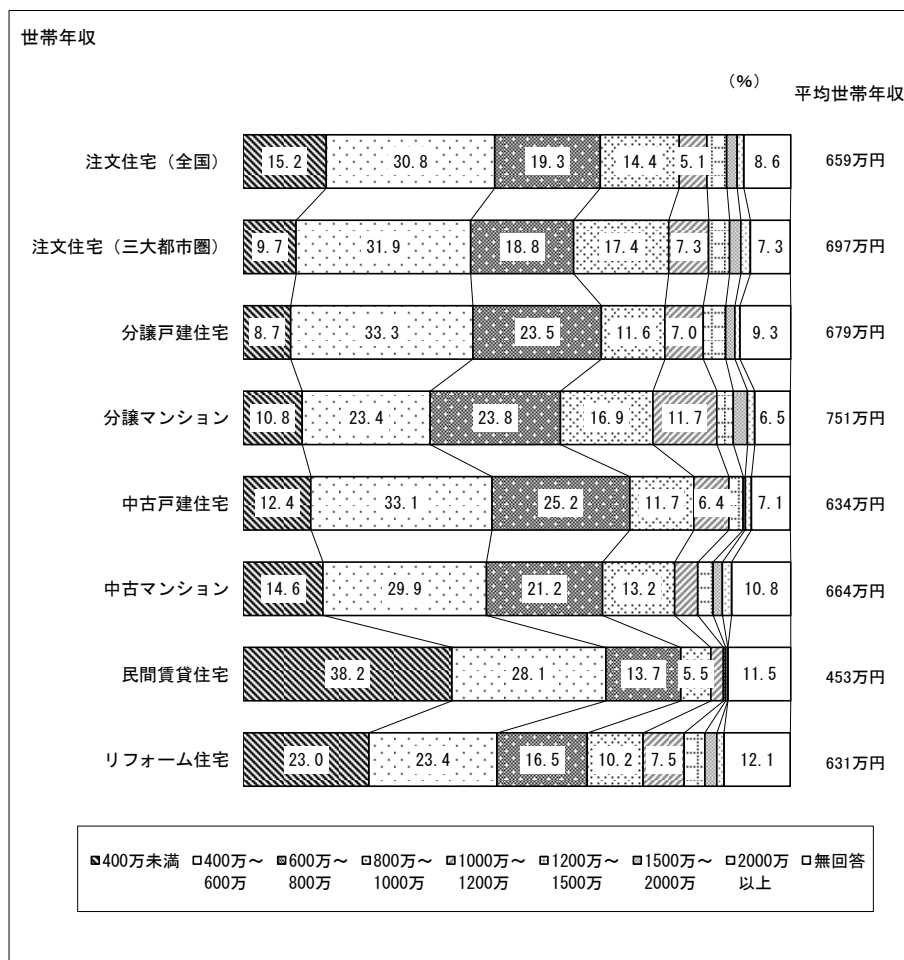 世帯年収
（%）
平均世帯年収
注文住宅（全国） 15.2 30.8 19.3 14.4 5.1 8.6 659万円
注文住宅（三大都市圏） 9.7 31.9 18.8 17.4 7.3 7.3 697万円
分譲戸建住宅 8.7 33.3 23.5 11.6 7.0 9.3 679万円
分譲マンション 10.8 23.4 23.8 16.9 11.7 6.5 751万円
中古戸建住宅 12.4 33.1 25.2 11.7 6.4 7.1 634万円
中古マンション 14.6 29.9 21.2 13.2 10.8 664万円
民間賃貸住宅 38.2 28.1 13.7 5.5 11.5 453万円
リフォーム住宅 23.0 23.4 16.5 10.2 7.5 12.1 631万円
400万未満 400万～ 600万～ 800万～ 1000万～ 1200万～ 1500万～ 2000万 無回答
600万 800万 1000万 1200万 1500万 2000万 以上